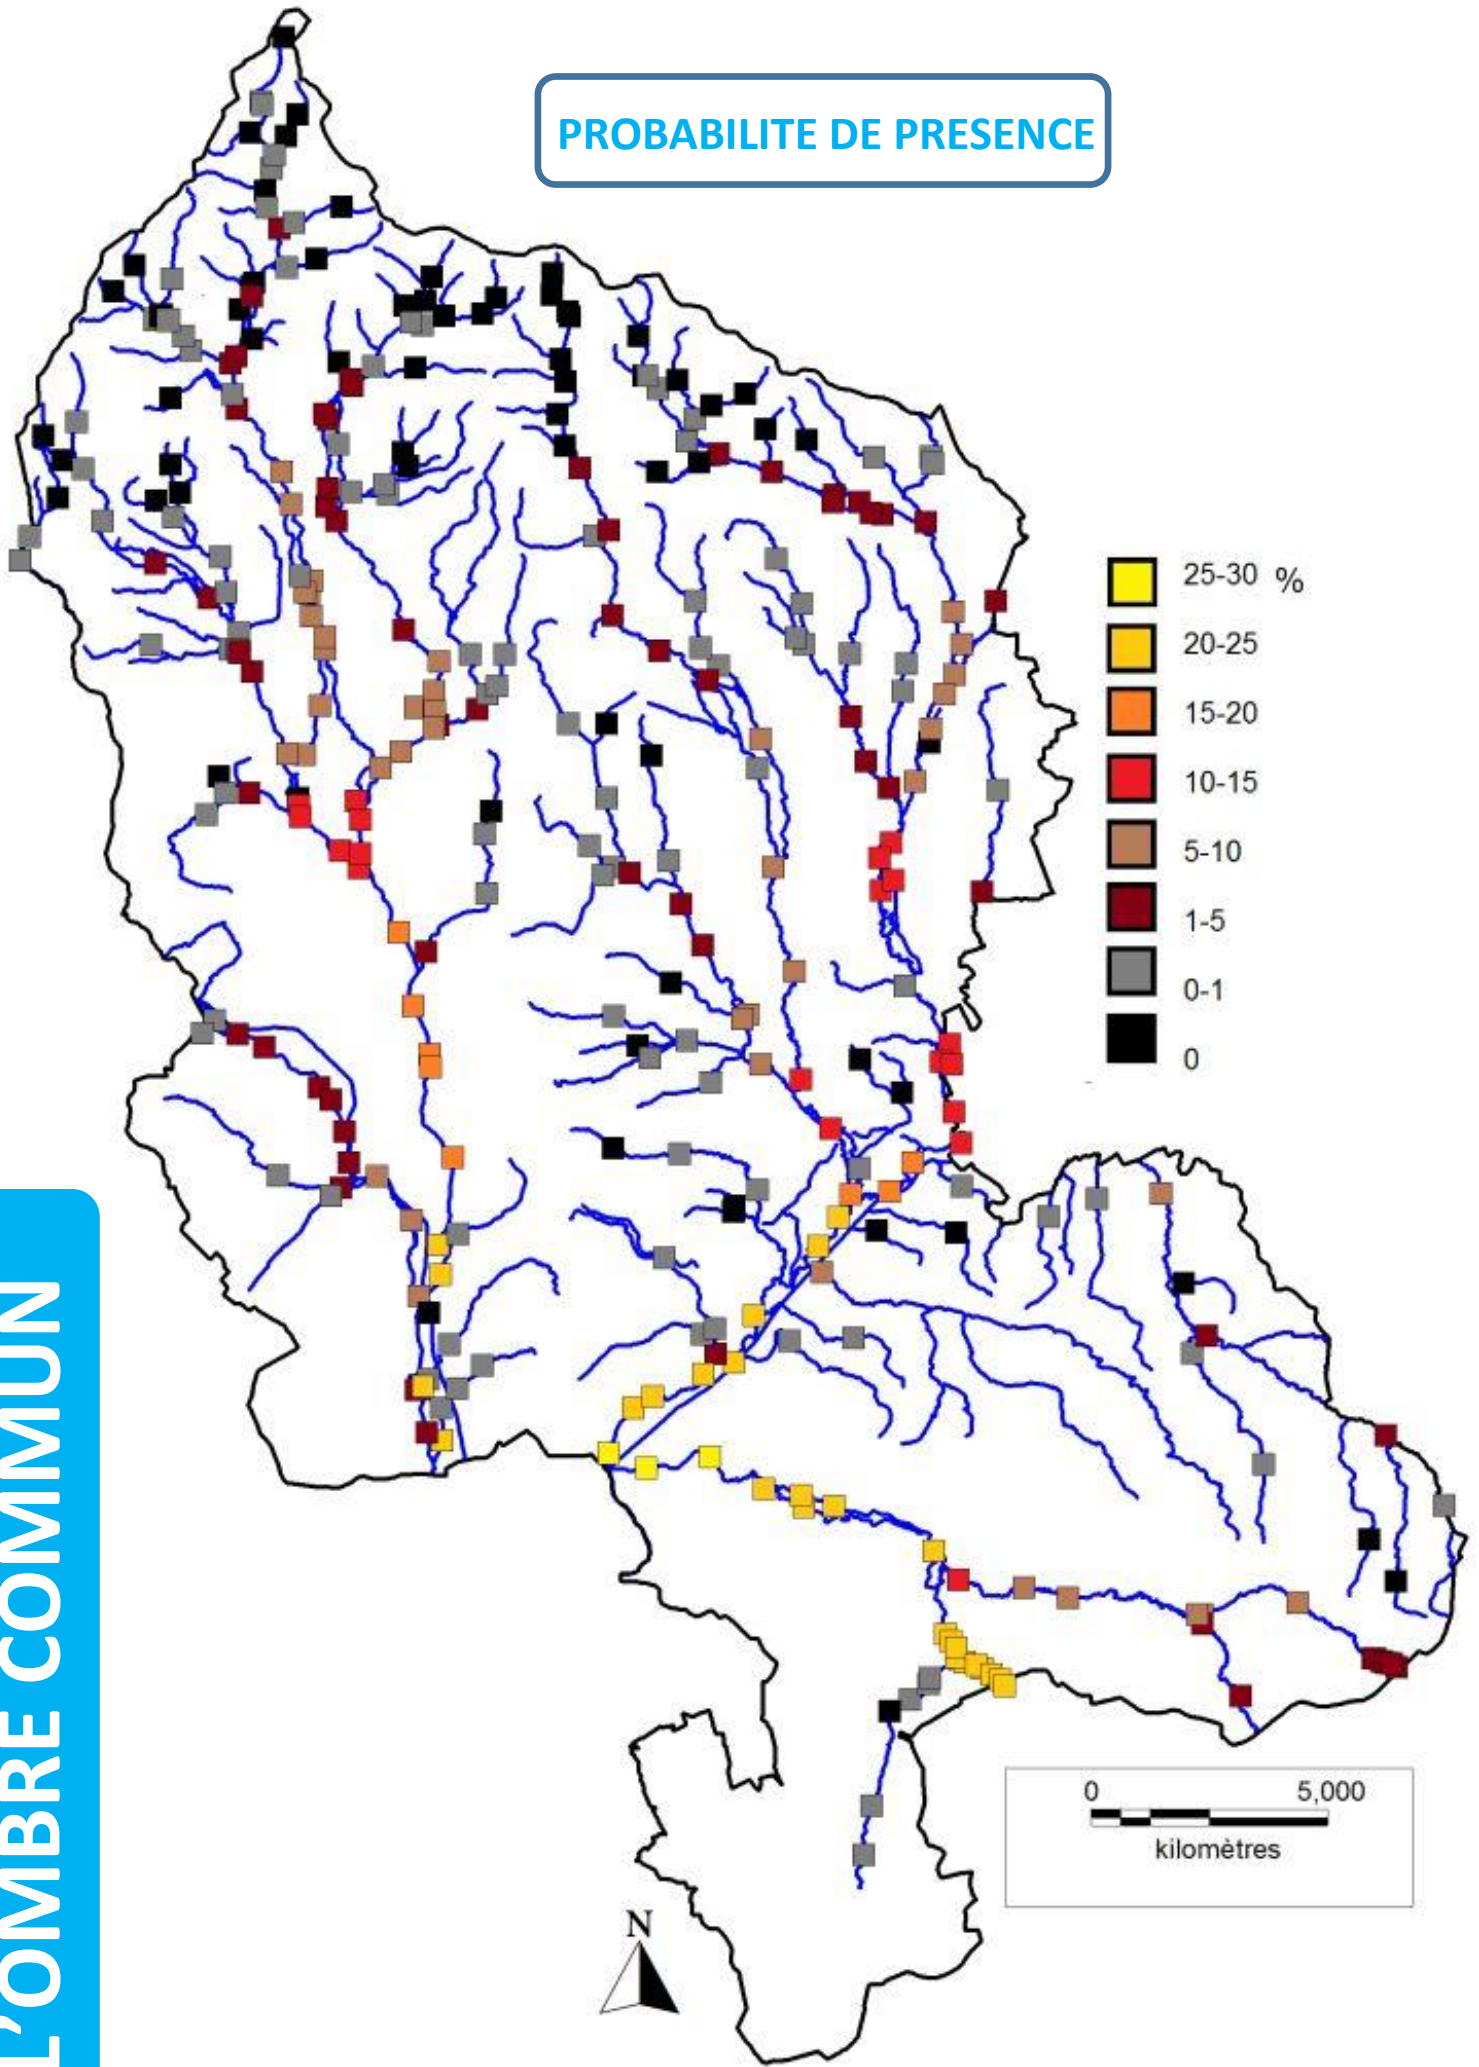 PROBABILITE DE PRESENCE
25-30 %
20-25
15-20
10-15
5-10
1-5
0-1
0
L'OMBRE COMMUN
0 5,000
kilomètres
N